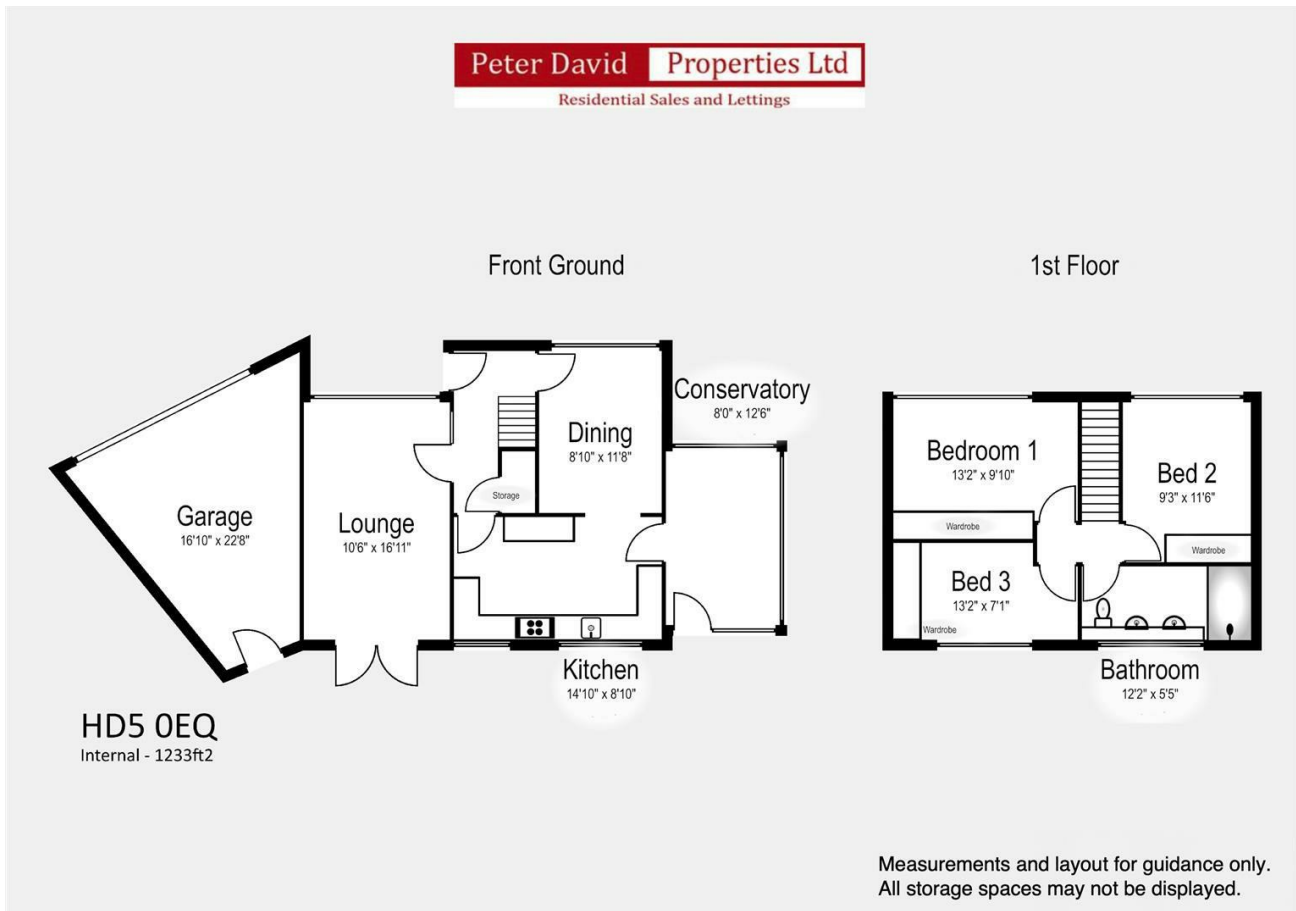 Peter David Properties Ltd
Residential Sales and Lettings
Front Ground
1st Floor
Conservatory
8'0" x 12'6"
Dining
8'10" x 11'8"
Storage
Garage
16'10" x 22'8"
Lounge
10'6" x 16'11"
Kitchen
14'10" x 8'10"
Bedroom 1
13'2" x 9'10"
Wardrobe
Bed 2
9'3" x 11'6"
Wardrobe
Bed 3
13'2" x 7'1"
Wardrobe
Bathroom
12'2" x 5'5"
HD5 0EQ
Internal - 1233ft2
Measurements and layout for guidance only.
All storage spaces may not be displayed.